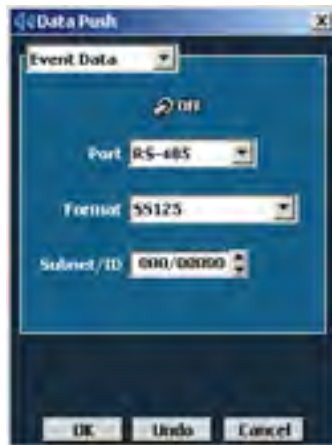 Data Push
Event Data
OFF
Port RS-485
Format SS125
Subnet/ID 000/00000
OK Undo Cancel